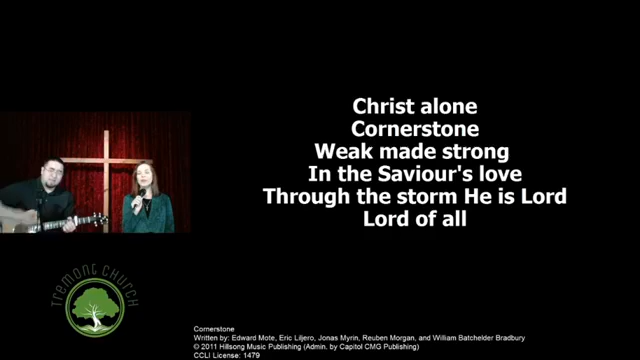 Christ alone
Cornerstone
Weak made strong
In the Saviour's love
Through the storm He is Lord
Lord of all
TREMONT CHURCH
Cornerstone
Written by: Edward Mote, Eric Liljero, Jonas Myrin, Reuben Morgan, and William Batchelder Bradbury
© 2011 Hillsong Music Publishing (Admin. by Capitol CMG Publishing)
CCLI License: 1479